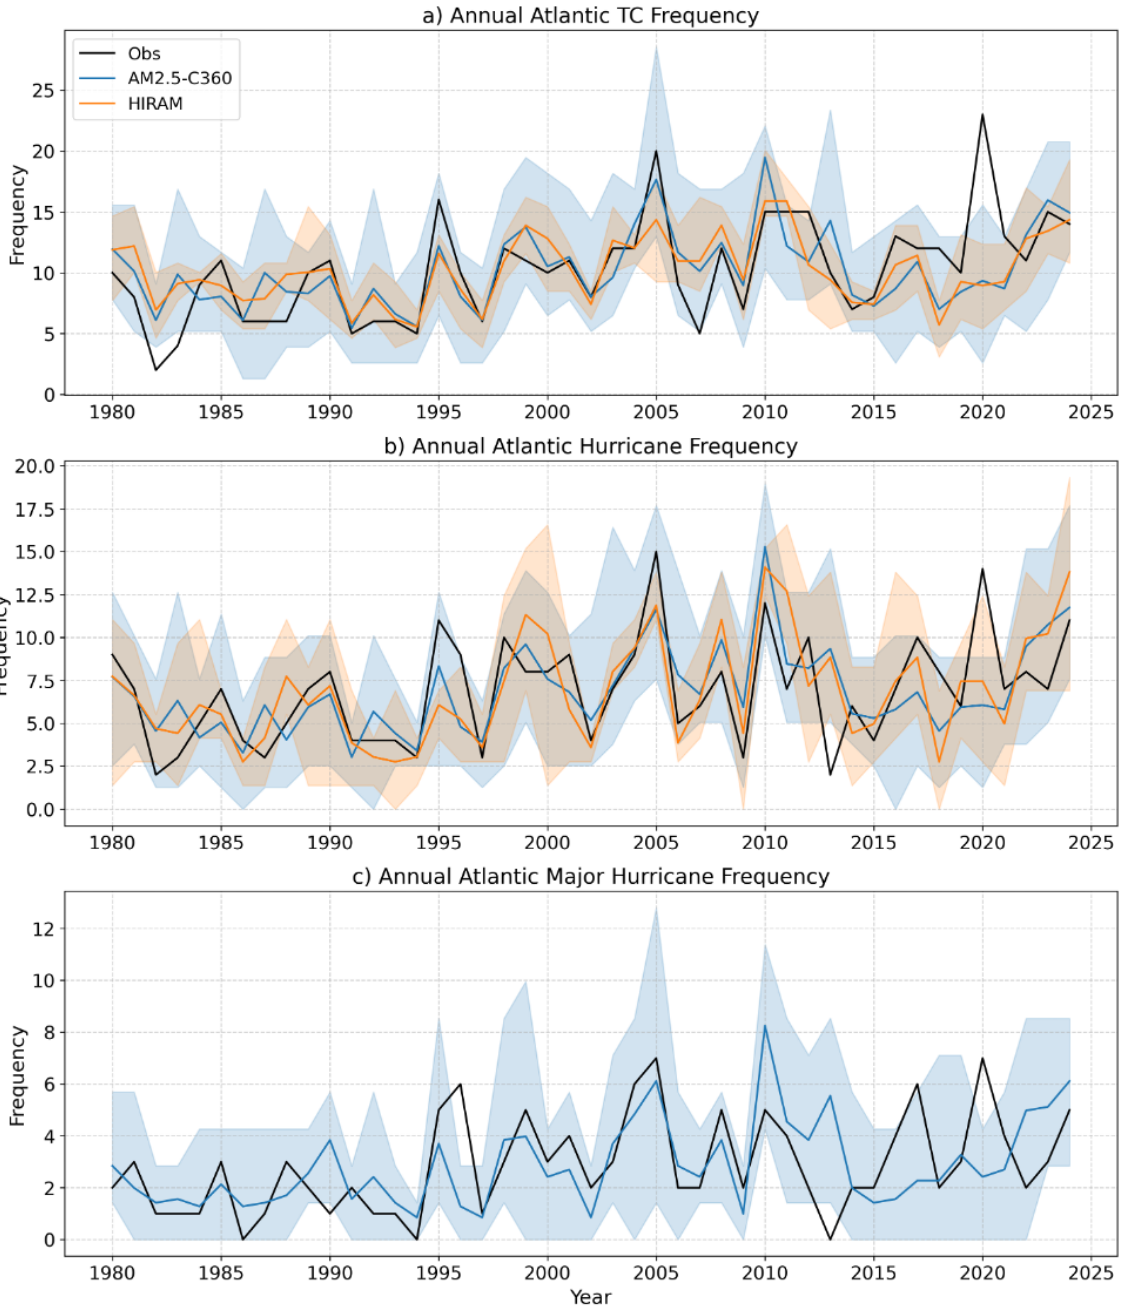 a) Annual Atlantic TC Frequency
Obs
AM2.5-C360
HIRAM
Frequency
25
20
15
10
5
0
1980 1985 1990 1995 2000 2005 2010 2015 2020 2025
b) Annual Atlantic Hurricane Frequency
Frequency
20.0
17.5
15.0
12.5
10.0
7.5
5.0
2.5
0.0
1980 1985 1990 1995 2000 2005 2010 2015 2020 2025
c) Annual Atlantic Major Hurricane Frequency
Frequency
12
10
8
6
4
2
0
1980 1985 1990 1995 2000 2005 2010 2015 2020 2025
Year